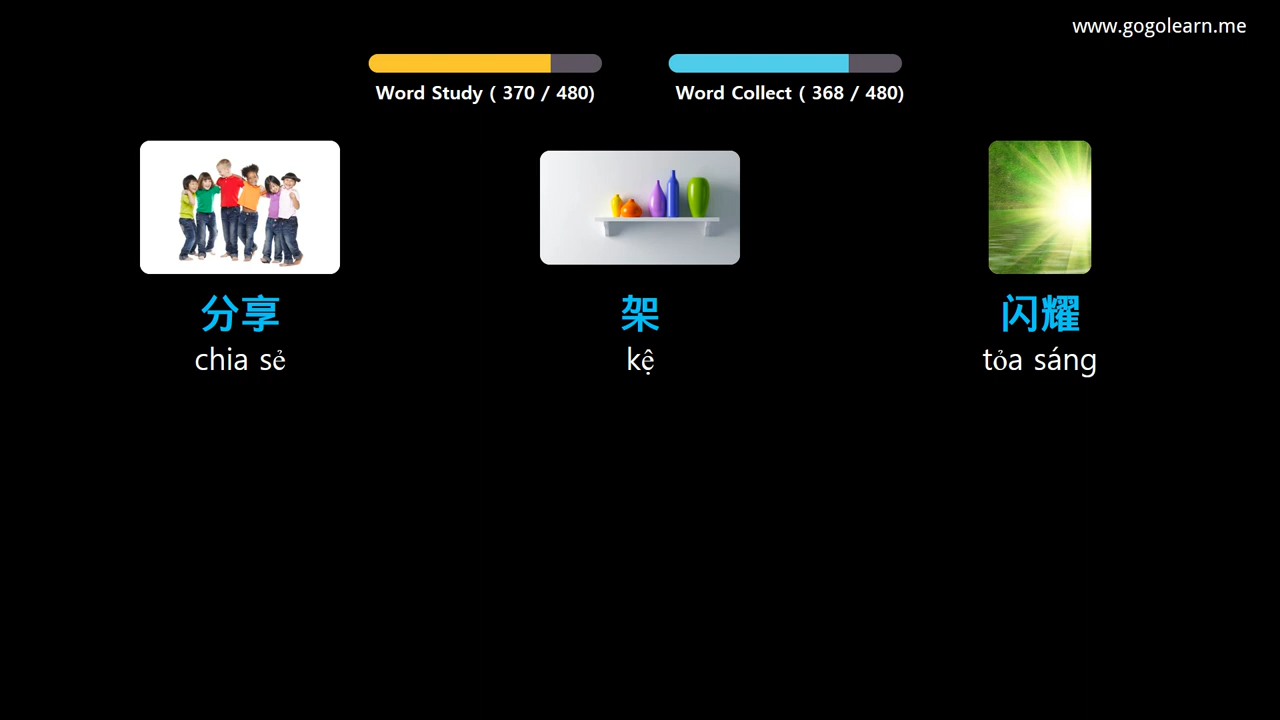 www.gogolearn.me
Word Study ( 370 / 480)
Word Collect ( 368 / 480)
分享
架
闪耀
chia sẻ
kệ
tỏa sáng